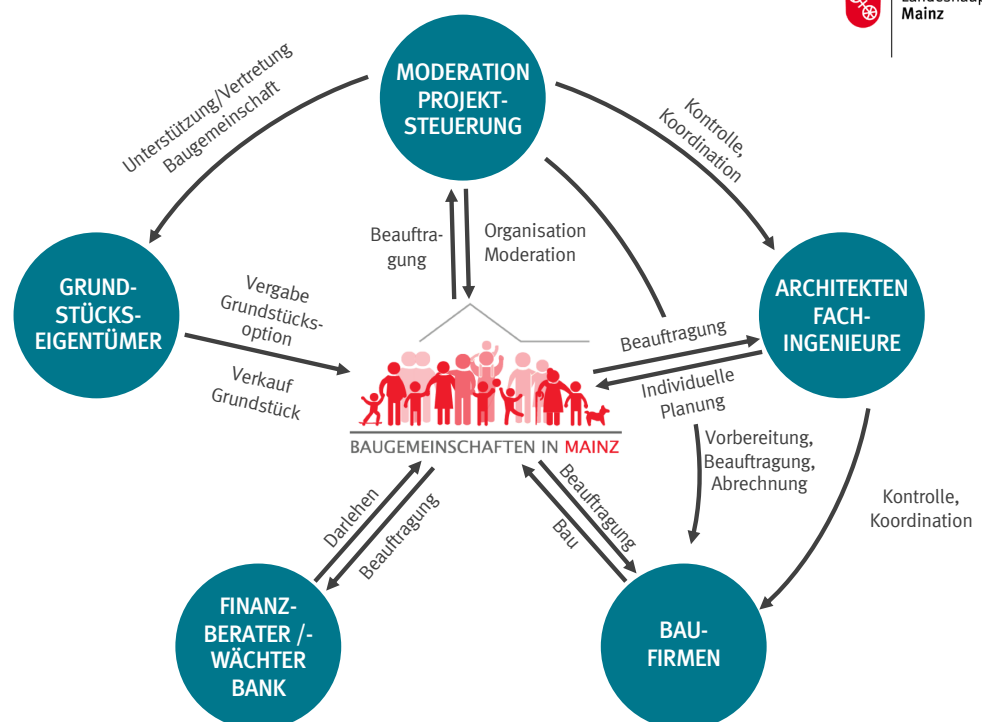 Mainz
MODERATION
PROJEKT-
STEUERUNG
Unterstützung/Vertretung
Baugemeinschaft
Kontrolle,
Koordination
Beauftra-
gung
Organisation
Moderation
GRUND-
STÜCKS-
EIGENTÜMER
Vergabe
Grundstücks-
option
Verkauf
Grundstück
ARCHITEKTEN
FACH-
INGENIEURE
Beauftragung
Individuelle
Planung
BAUGEMEINSCHAFTEN IN MAINZ
Vorbereitung,
Beauftragung,
Abrechnung
Kontrolle,
Koordination
Darlehen
Beauftragung
Beauftragung
Bau
FINANZ-
BERATER /-
WÄCHTER
BANK
BAU-
FIRMEN